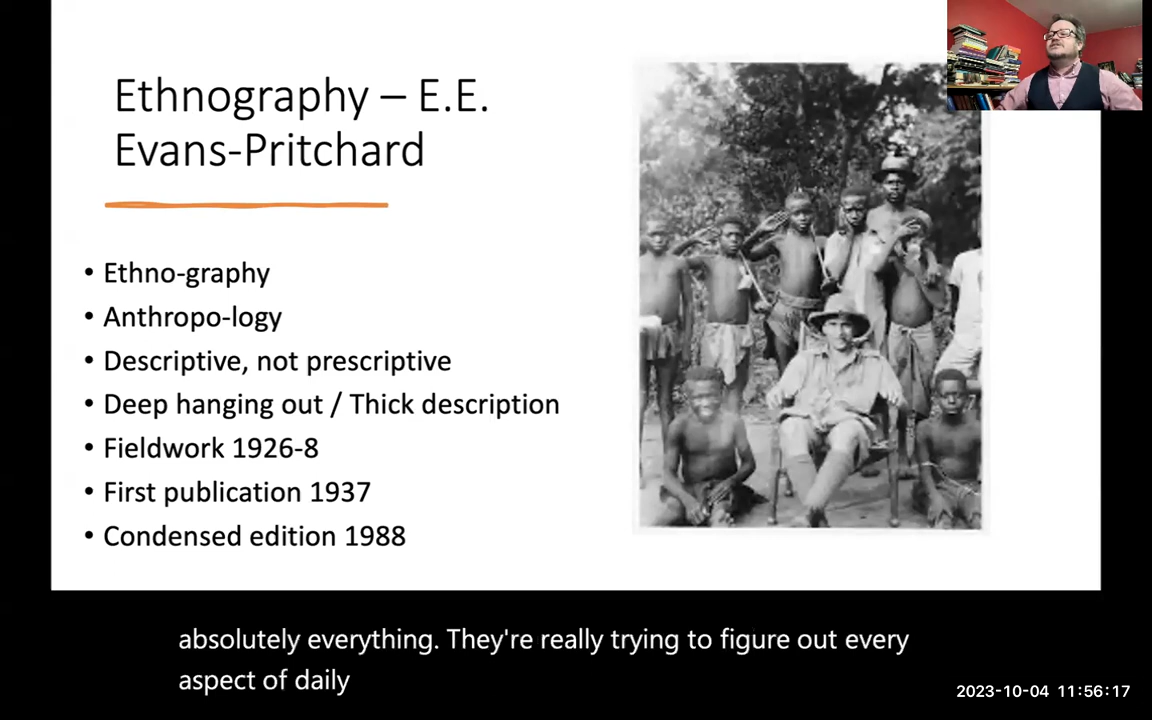 Ethnography – E.E.
Evans-Pritchard
• Ethno-graphy
• Anthropo-logy
• Descriptive, not prescriptive
• Deep hanging out / Thick description
• Fieldwork 1926-8
• First publication 1937
• Condensed edition 1988
absolutely everything. They're really trying to figure out every
aspect of daily
2023-10-04 11:56:17